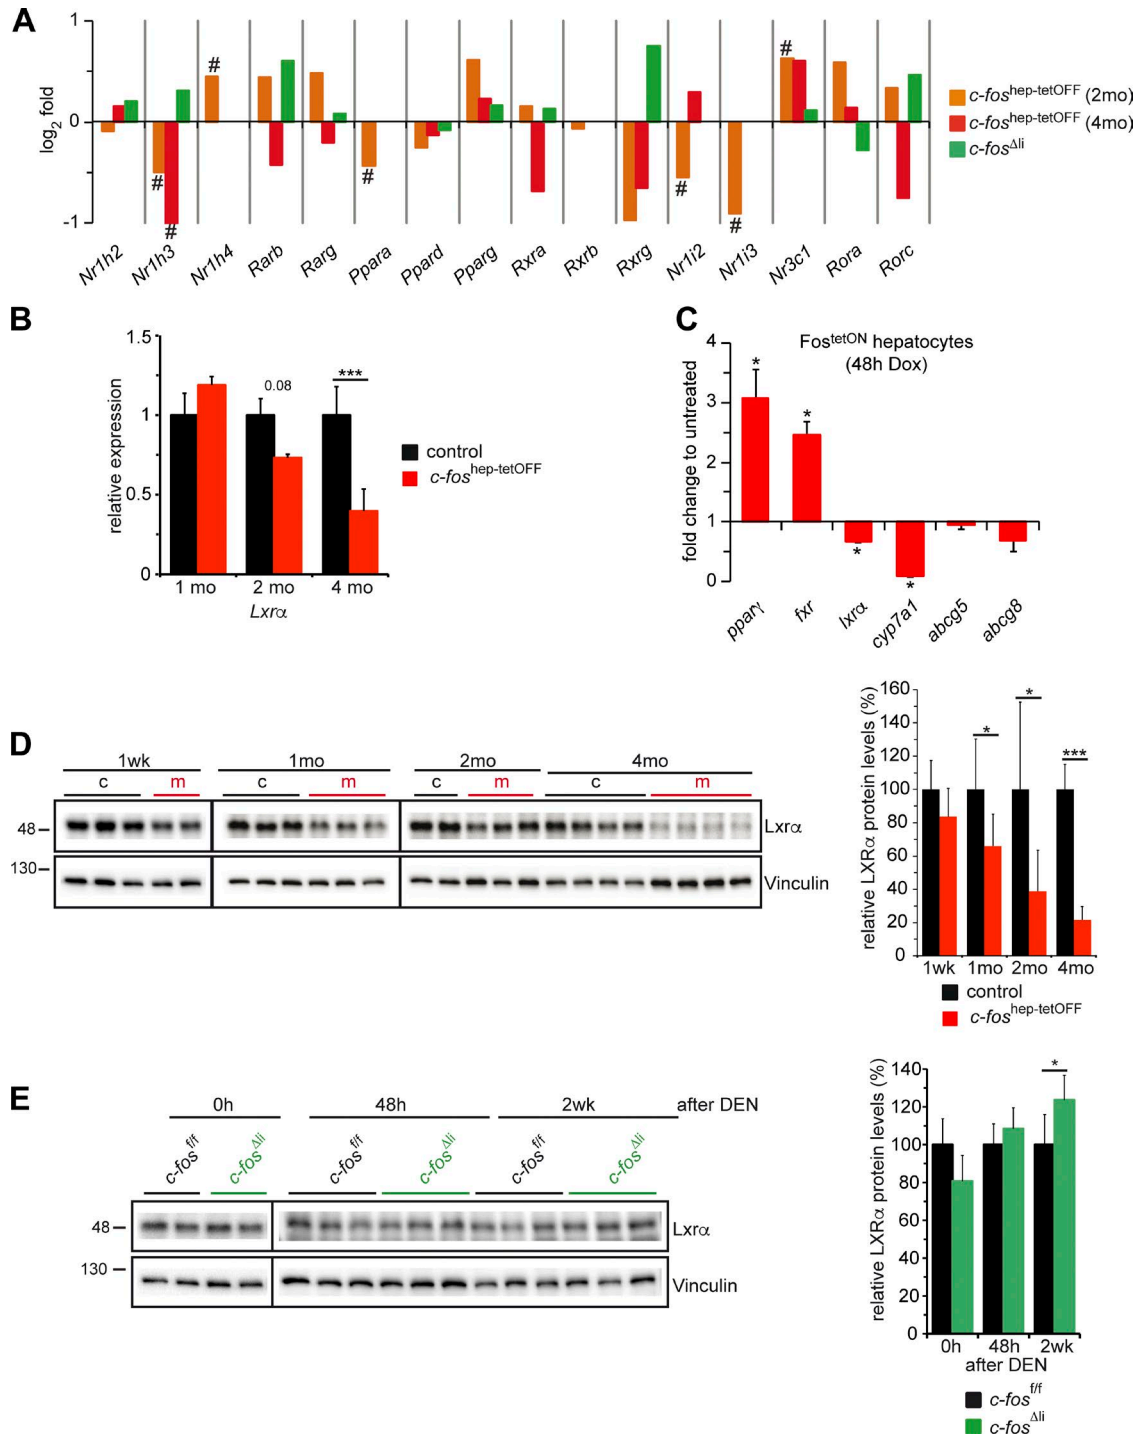 A
1
0
-1
log2 fold
# # # # # # #
c-fos hep-tetOFF (2mo)
c-fos hep-tetOFF (4mo)
c-fos Δli
Nr1h2 Nr1h3 Nr1h4 Rarb Rarg Ppara Ppard Pparg Rxra Rxrb Rxrg Nr1i2 Nr1i3 Nr3c1 Rora Rorc
B
1.5
1
0.5
0
relative expression
0.08
***
1 mo 2 mo 4 mo
Lxrα
control
c-fos hep-tetOFF
C
Fos tetON hepatocytes
(48h Dox)
4
3
2
1
0
fold change to untreated
* * * *
pparγ fxr lxrα cyp7a1 abcg5 abcg8
D
1wk 1mo 2mo 4mo
c m c m c m c m
48
Lxrα
130
Vinculin
160
140
120
100
80
60
40
20
0
relative LXRα protein levels (%)
* * ***
1wk 1mo 2mo 4mo
control
c-fos hep-tetOFF
E
0h 48h 2wk after DEN
c-fos f/f c-fos Δli c-fos f/f c-fos Δli c-fos f/f c-fos Δli
48
Lxrα
130
Vinculin
140
120
100
80
60
40
20
0
relative LXRα protein levels (%)
*
0h 48h 2wk
after DEN
c-fos f/f
c-fos Δli